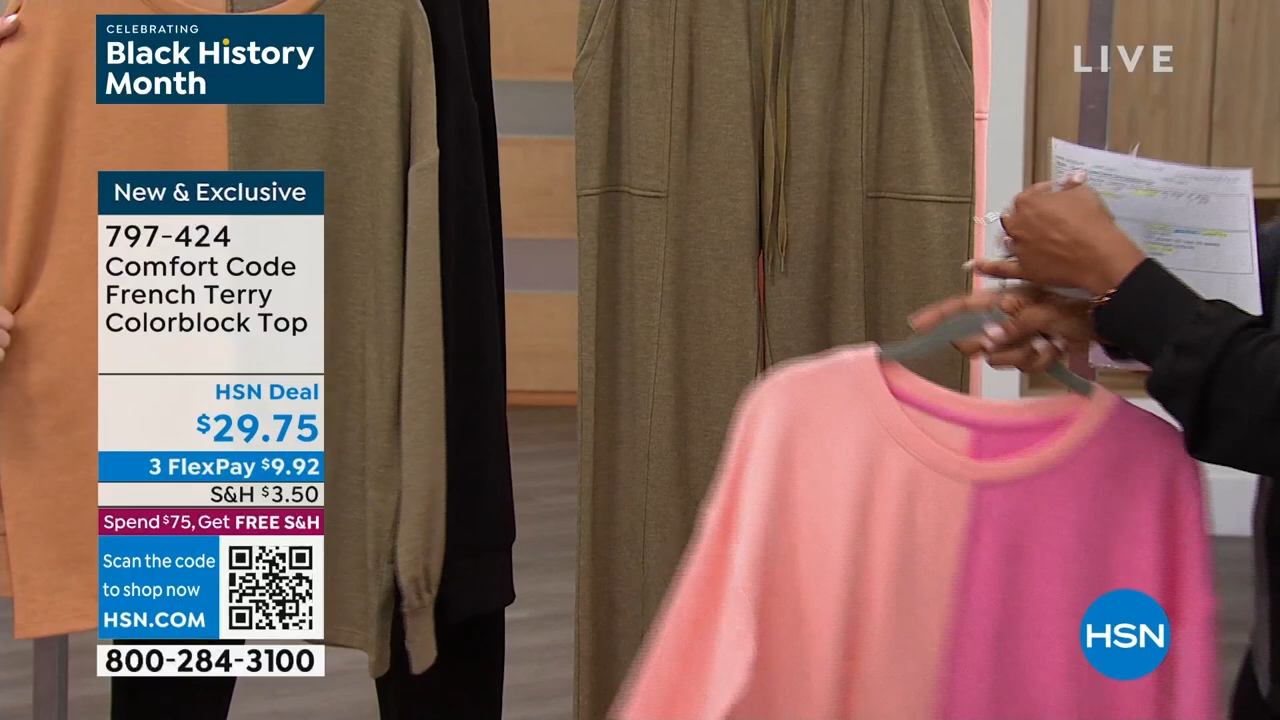 CELEBRATING
Black History
Month
LIVE
New & Exclusive
797-424
Comfort Code
French Terry
Colorblock Top
HSN Deal
$29.75
3 FlexPay $9.92
S&H $3.50
Spend $75, Get FREE S&H
Scan the code
to shop now
HSN.COM
800-284-3100
HSN